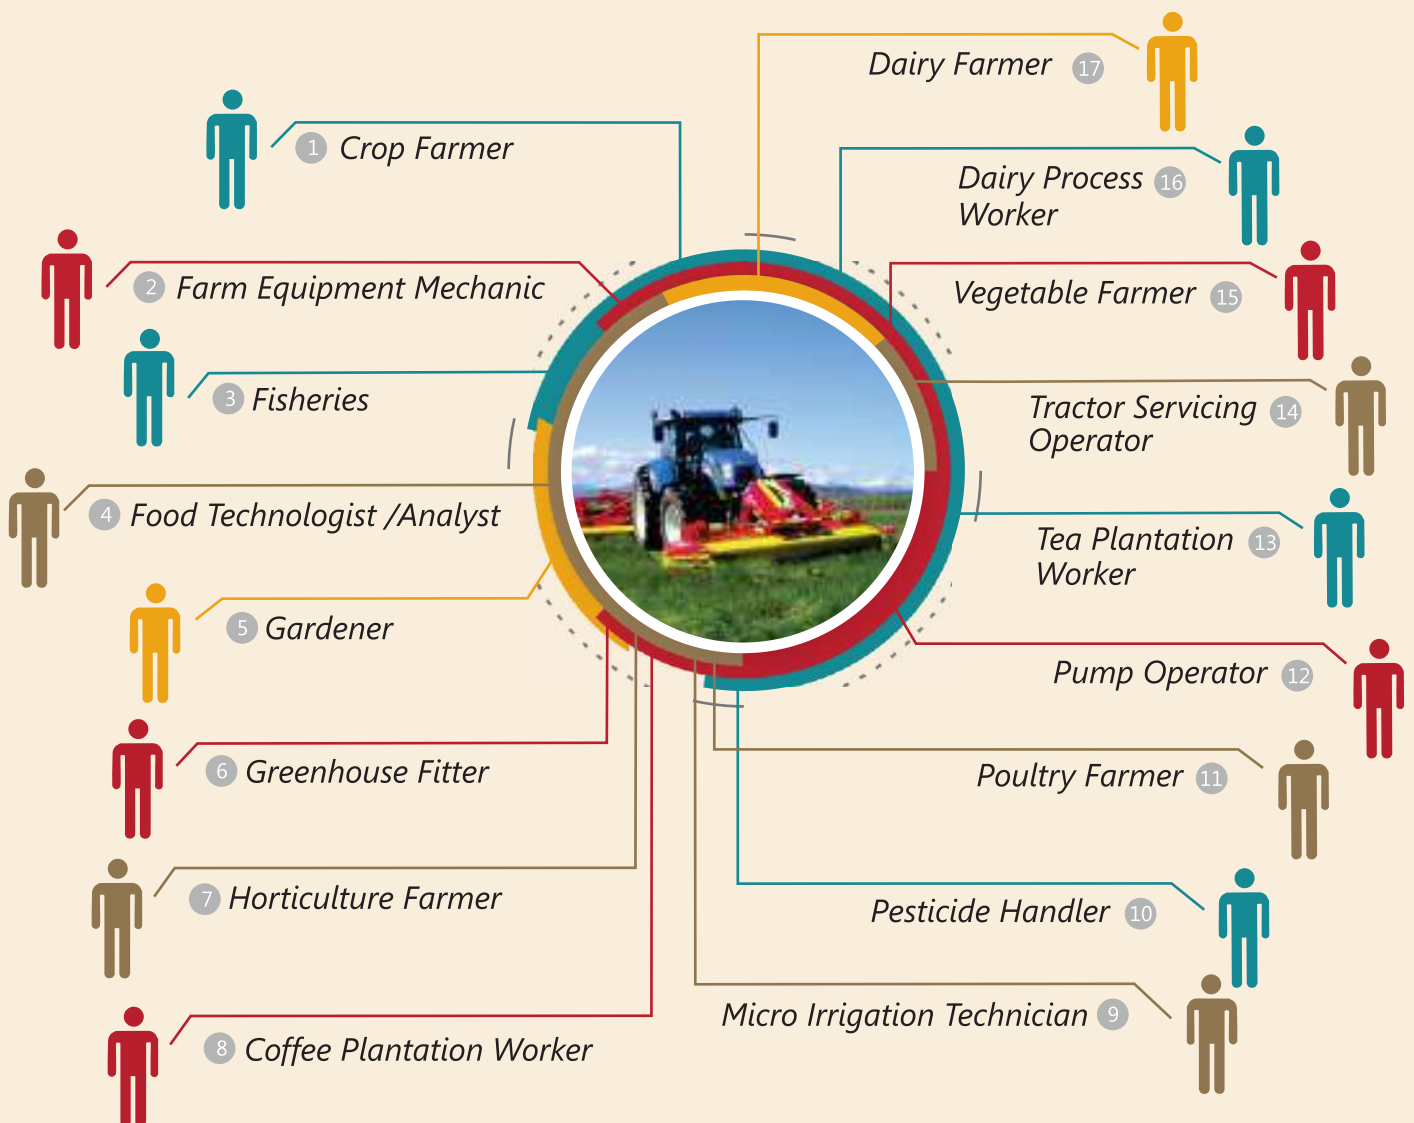 1 Crop Farmer
2 Farm Equipment Mechanic
3 Fisheries
4 Food Technologist /Analyst
5 Gardener
6 Greenhouse Fitter
7 Horticulture Farmer
8 Coffee Plantation Worker
Dairy Farmer 17
Dairy Process 16
Worker
Vegetable Farmer 15
Tractor Servicing 14
Operator
Tea Plantation 13
Worker
Pump Operator 12
Poultry Farmer 11
Pesticide Handler 10
Micro Irrigation Technician 9